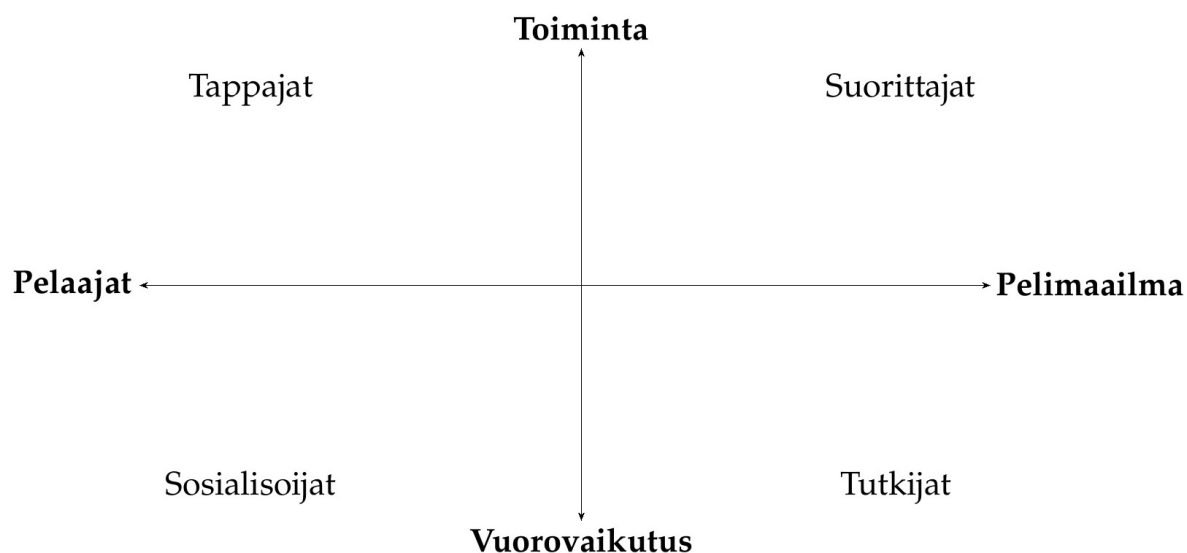 Toiminta
Tappajat
Suorittajat
Pelaajat
Pelimaailma
Sosialisoijat
Tutkijat
Vuorovaikutus